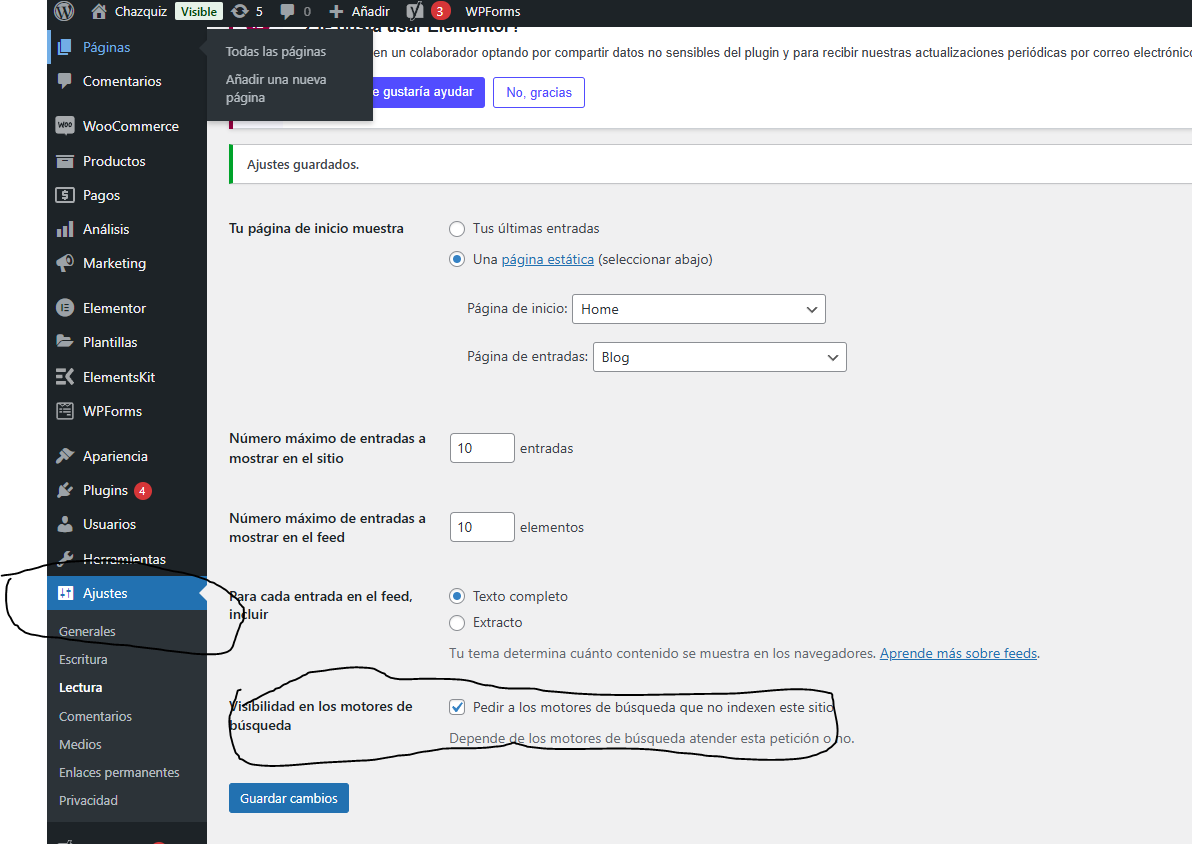 Chazquiz Visible 5 0 Añadir 3 WPForms
Páginas
Comentarios
WooCommerce
Productos
Pagos
Análisis
Marketing
Elementor
Plantillas
ElementsKit
WPForms
Apariencia
Plugins 4
Usuarios
Herramientas
Ajustes
Generales
Escritura
Lectura
Comentarios
Medios
Enlaces permanentes
Privacidad
Todas las páginas
Añadir una nueva
página
usar Elementor?
en un colaborador optando por compartir datos no sensibles del plugin y para recibir nuestras actualizaciones periódicas por correo electrónic
e gustaría ayudar No, gracias
Ajustes guardados.
Tu página de inicio muestra
Tus últimas entradas
Una página estática (seleccionar abajo)
Página de inicio: Home
Página de entradas: Blog
Número máximo de entradas a
mostrar en el sitio
10 entradas
Número máximo de entradas a
mostrar en el feed
10 elementos
Para cada entrada en el feed,
incluir
Texto completo
Extracto
Tu tema determina cuánto contenido se muestra en los navegadores. Aprende más sobre feeds.
Visibilidad en los motores de
búsqueda
Pedir a los motores de búsqueda que no indexen este sitio
Depende de los motores de búsqueda atender esta petición o no.
Guardar cambios